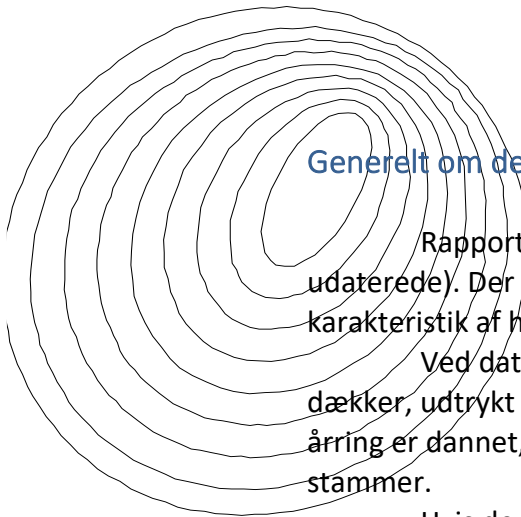 Generelt om de
Rapport
udaterede). Der
karakteristik af h
Ved dat
dækker, udtrykt
årring er dannet,
stammer.